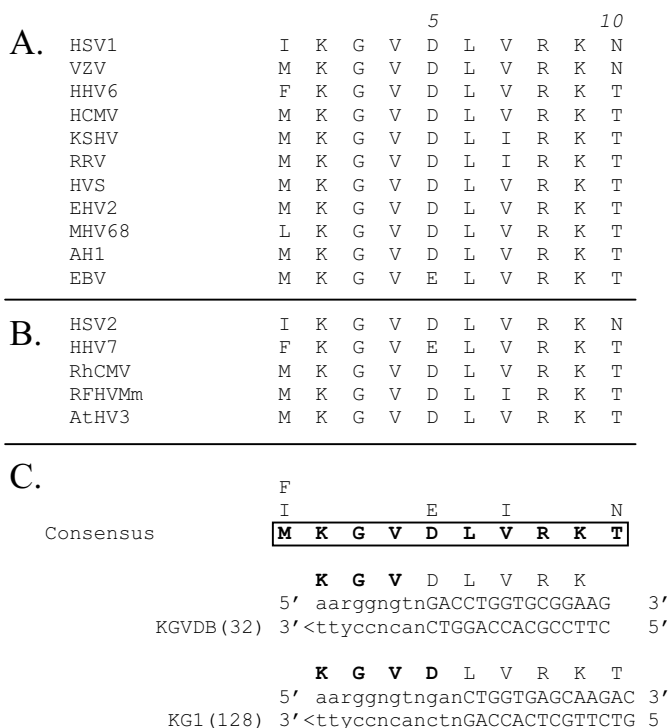 5 10
A. HSV1 I K G V D L V R K N
VZV M K G V D L V R K N
HHV6 F K G V D L V R K T
HCMV M K G V D L V R K T
KSHV M K G V D L I R K T
RRV M K G V D L I R K T
HVS M K G V D L V R K T
EHV2 M K G V D L V R K T
MHV68 L K G V D L V R K T
AH1 M K G V D L V R K T
EBV M K G V E L V R K T
B. HSV2 I K G V D L V R K N
HHV7 F K G V E L V R K T
RhCMV M K G V D L V R K T
RFHVMm M K G V D L I R K T
AtHV3 M K G V D L V R K T
C.
F
I E I N
Consensus M K G V D L V R K T
K G V D L V R K
5′ aarggngtnGACCTGGTGCGGAAG 3′
KGVDB(32) 3′<ttyccncanCTGGACCACGCCTTC 5′
K G V D L V R K T
5′ aarggngtnganCTGGTGAGCAAGAC 3′
KG1(128) 3′<ttyccncanctnGACCACTCGTTCTG 5